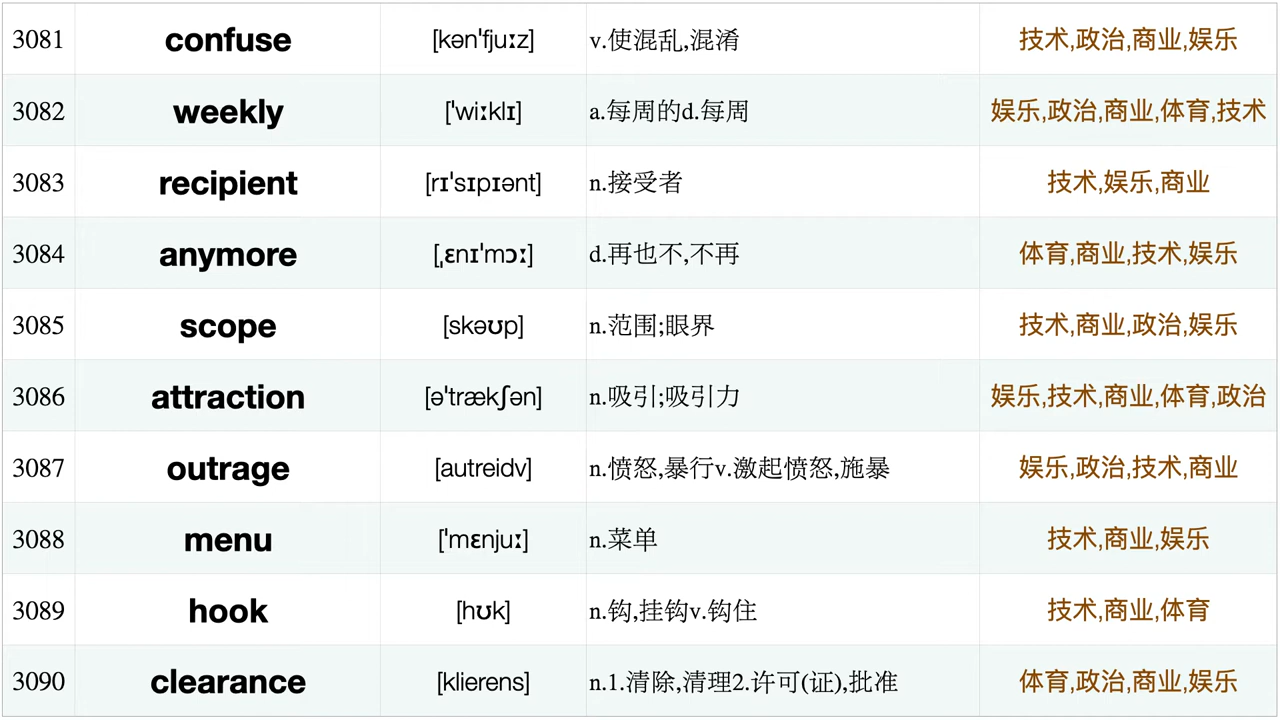 3081 confuse [kən'fjuːz] v.使混乱,混淆 技术,政治,商业,娱乐
3082 weekly ['wiːklɪ] a.每周的d.每周 娱乐,政治,商业,体育,技术
3083 recipient [rɪ'sɪpɪənt] n.接受者 技术,娱乐,商业
3084 anymore [ˌɛnɪ'mɔː] d.再也不,不再 体育,商业,技术,娱乐
3085 scope [skəʊp] n.范围;眼界 技术,商业,政治,娱乐
3086 attraction [ə'trækʃən] n.吸引;吸引力 娱乐,技术,商业,体育,政治
3087 outrage [autreidv] n.愤怒,暴行v.激起愤怒,施暴 娱乐,政治,技术,商业
3088 menu ['mɛnjuː] n.菜单 技术,商业,娱乐
3089 hook [hʊk] n.钩,挂钩v.钩住 技术,商业,体育
3090 clearance [klierens] n.1.清除,清理2.许可(证),批准 体育,政治,商业,娱乐